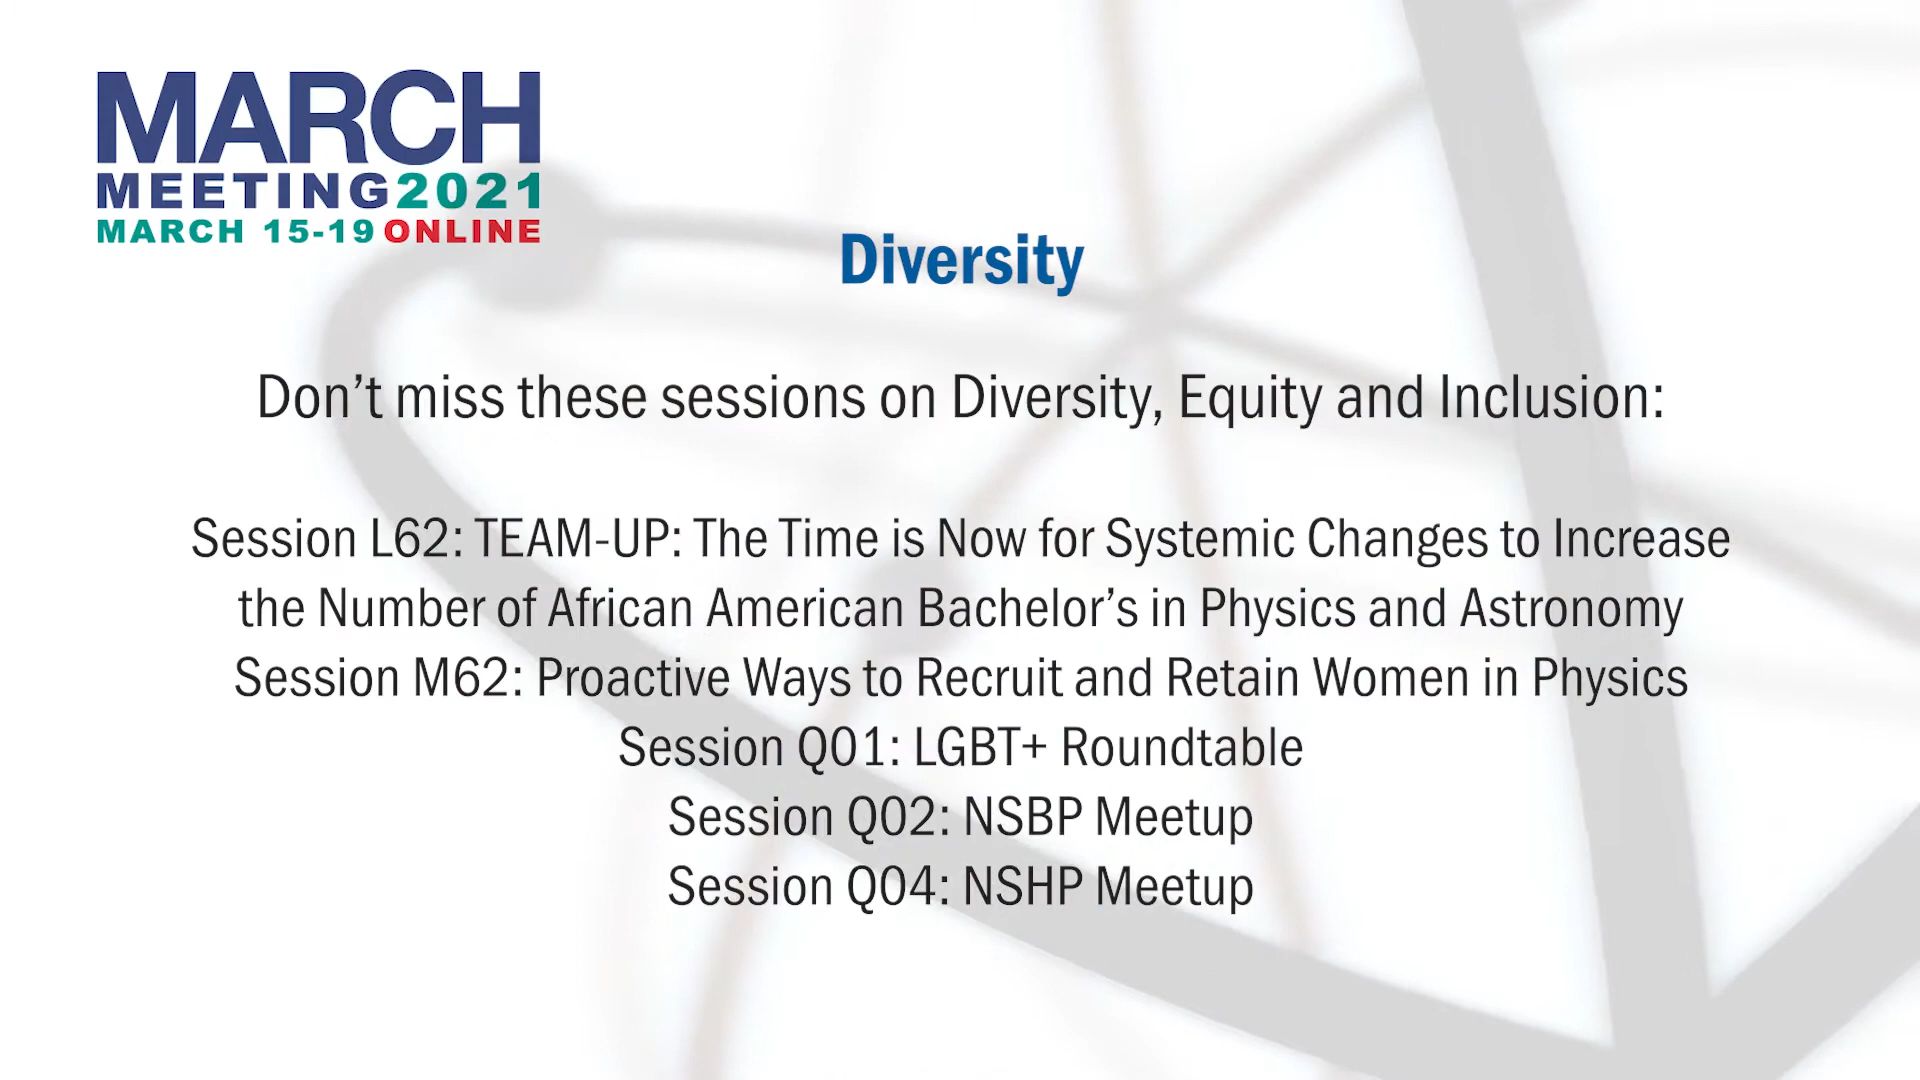 MARCH
MEETING2021
MARCH 15-19 ONLINE
Diversity
Don’t miss these sessions on Diversity, Equity and Inclusion:
Session L62: TEAM-UP: The Time is Now for Systemic Changes to Increase
the Number of African American Bachelor’s in Physics and Astronomy
Session M62: Proactive Ways to Recruit and Retain Women in Physics
Session Q01: LGBT+ Roundtable
Session Q02: NSBP Meetup
Session Q04: NSHP Meetup